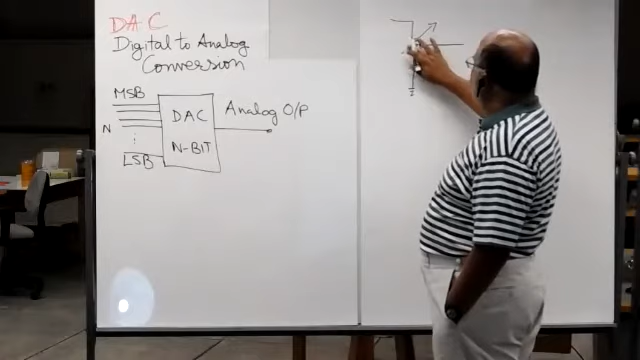 DAC
Digital to Analog
Conversion
MSB
DAC
Analog O/P
N
N-BIT
LSB